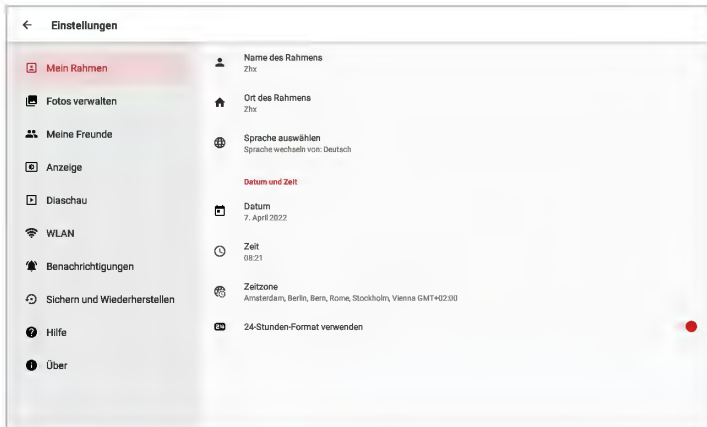 Einstellungen
Mein Rahmen
Fotos verwalten
Meine Freunde
Anzeige
Diaschau
WLAN
Benachrichtigungen
Sichern und Wiederherstellen
Hilfe
Über
Name des Rahmens
Zhx
Ort des Rahmens
Zhx
Sprache auswählen
Sprache wechseln von: Deutsch
Datum und Zeit
Datum
7. April 2022
Zeit
08:21
Zeitzone
Amsterdam, Berlin, Bern, Rome, Stockholm, Vienna GMT+02:00
24
24-Stunden-Format verwenden